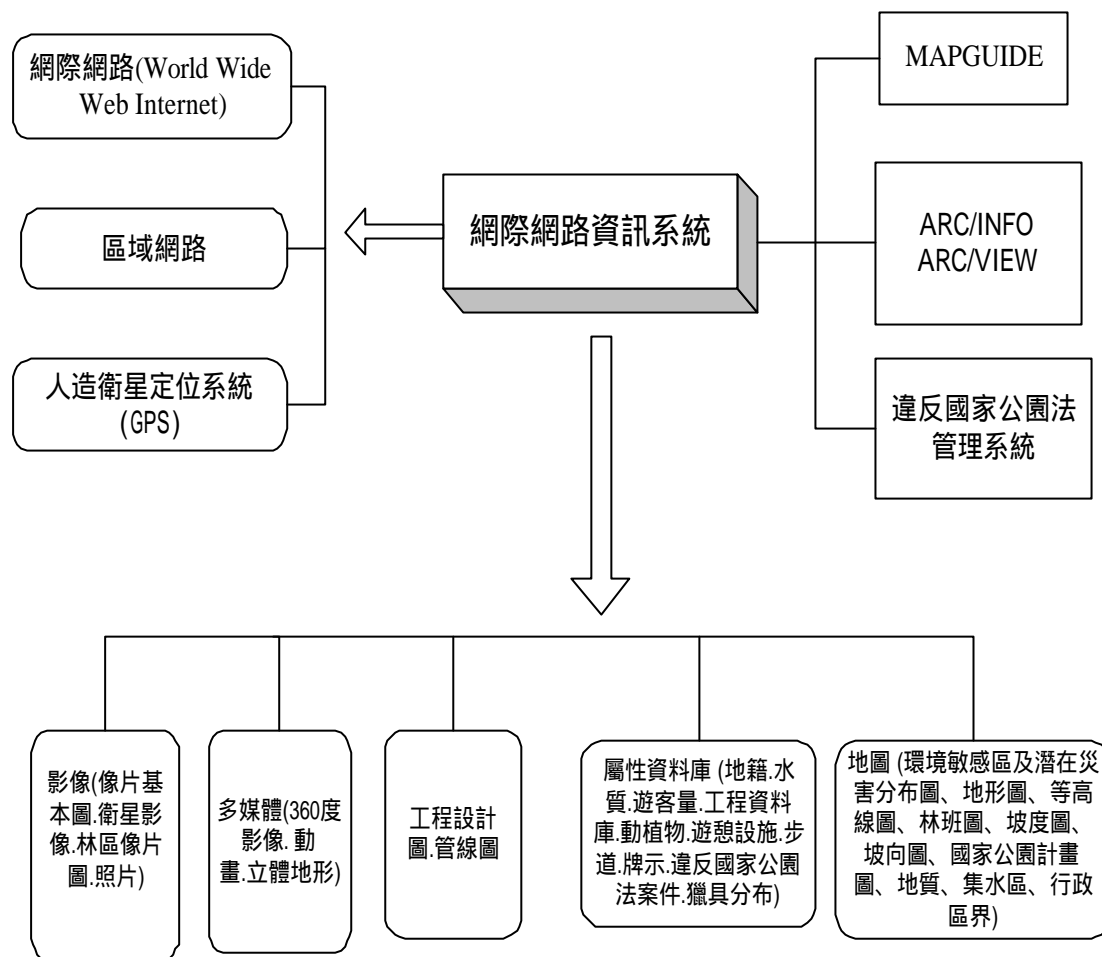 網際網路(World Wide
Web Internet)
區域網路
人造衛星定位系統
(GPS)
網際網路資訊系統
MAPGUIDE
ARC/INFO
ARC/VIEW
違反國家公園法
管理系統
影像(像片基
本圖.衛星影
像.林區像片
圖.照片)
多媒體(360度
影像.動
畫.立體地形)
工程設計
圖.管線圖
屬性資料庫 (地籍.水
質.遊客量.工程資料
庫.動植物.遊憩設施.步
道.牌示.違反國家公園
法案件.獵具分布)
地圖 (環境敏感區及潛在災
害分布圖、地形圖、等高
線圖、林班圖、坡度圖、
坡向圖、國家公園計畫
圖、地質、集水區、行政
區界)